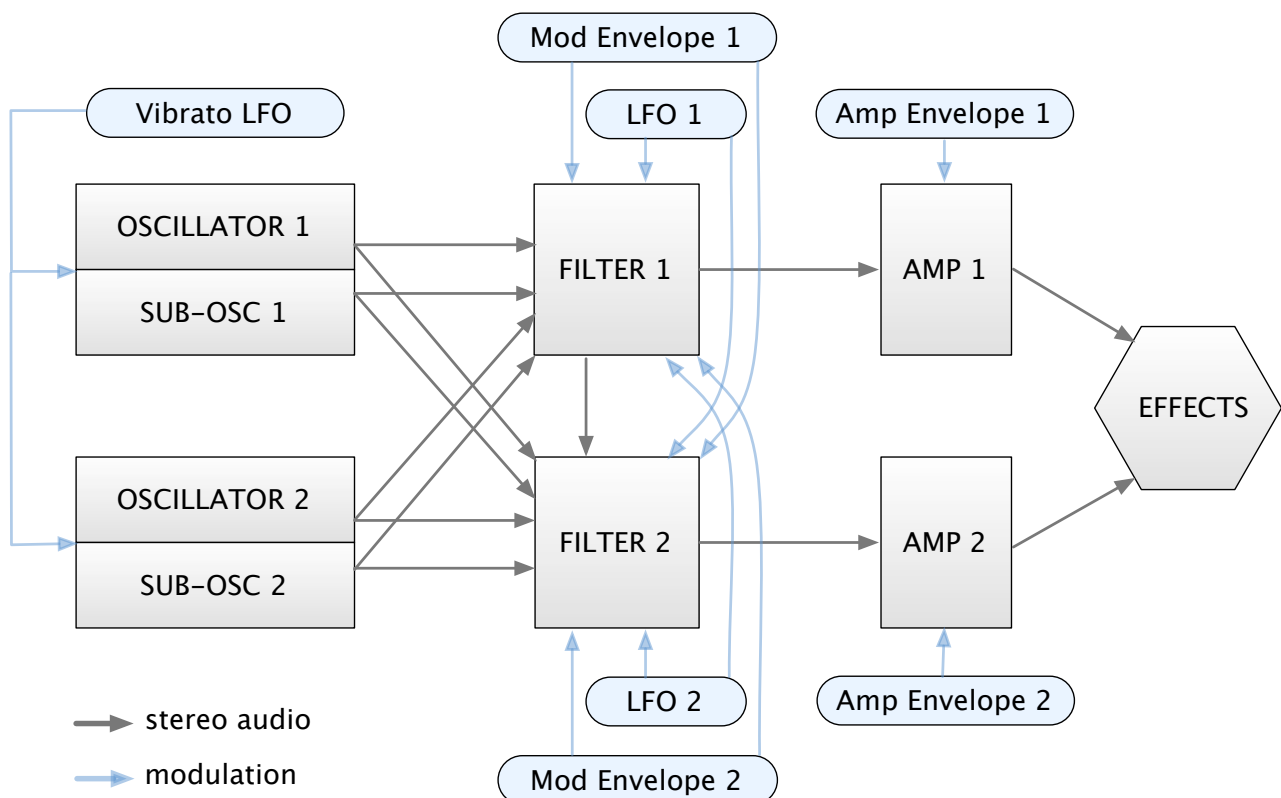 Mod Envelope 1
Vibrato LFO
LFO 1
Amp Envelope 1
OSCILLATOR 1
SUB-OSC 1
FILTER 1
AMP 1
EFFECTS
OSCILLATOR 2
SUB-OSC 2
FILTER 2
AMP 2
LFO 2
Amp Envelope 2
stereo audio
modulation
Mod Envelope 2